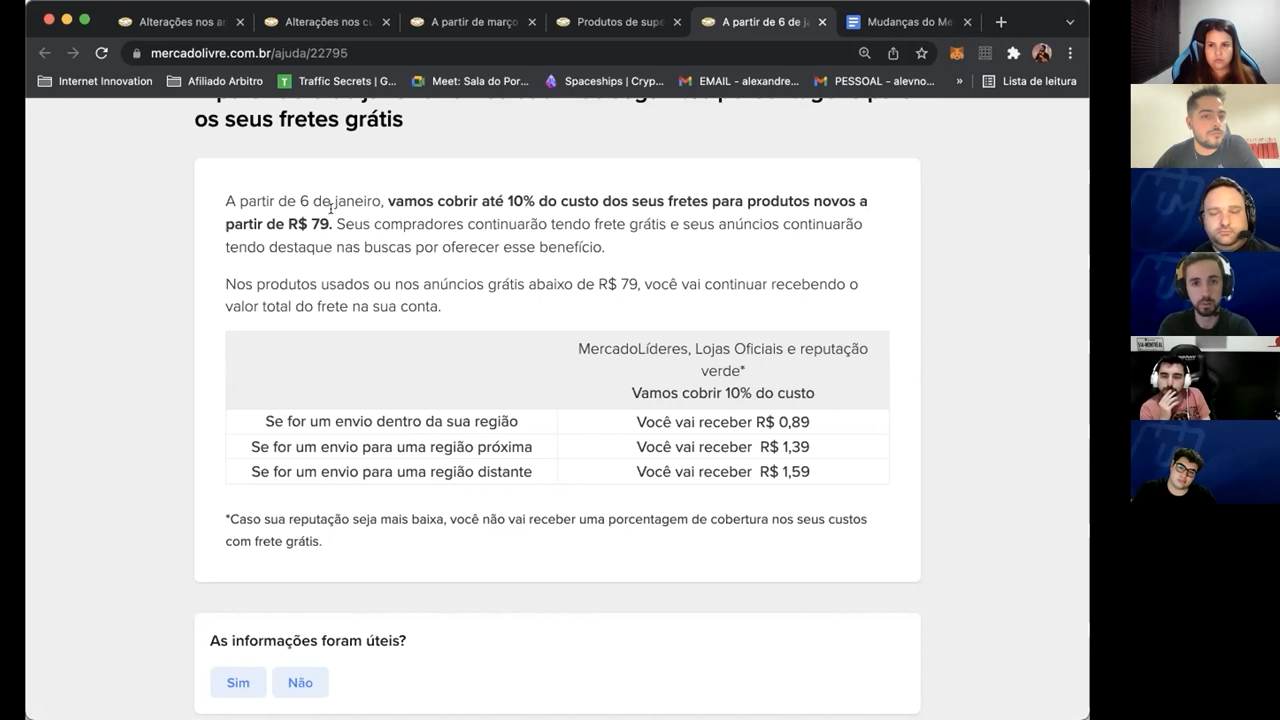 Alterações nos a
Alterações nos cu
A partir de março
Produtos de supe
A partir de 6 de ja
Mudanças do Me
mercadolivre.com.br/ajuda/22795
Internet Innovation
Afiliado Arbitro
Traffic Secrets | G...
Meet: Sala do Por...
Spaceships | Cryp...
EMAIL - alexandre...
PESSOAL - alevno...
»
Lista de leitura
os seus fretes grátis
A partir de 6 de janeiro, vamos cobrir até 10% do custo dos seus fretes para produtos novos a
partir de R$ 79. Seus compradores continuarão tendo frete grátis e seus anúncios continuarão
tendo destaque nas buscas por oferecer esse benefício.
Nos produtos usados ou nos anúncios grátis abaixo de R$ 79, você vai continuar recebendo o
valor total do frete na sua conta.
MercadoLíderes, Lojas Oficiais e reputação
verde*
Vamos cobrir 10% do custo
Se for um envio dentro da sua região Você vai receber R$ 0,89
Se for um envio para uma região próxima Você vai receber R$ 1,39
Se for um envio para uma região distante Você vai receber R$ 1,59
*Caso sua reputação seja mais baixa, você não vai receber uma porcentagem de cobertura nos seus custos
com frete grátis.
As informações foram úteis?
Sim
Não